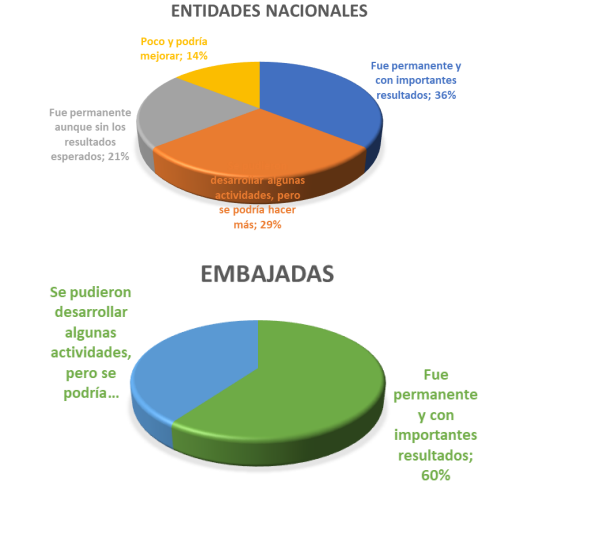 ENTIDADES NACIONALES
Poco y podría
mejorar; 14%
Fue permanente y
con importantes
resultados; 36%
Fue permanente
aunque sin los
resultados
esperados; 21%
desarrollar algunas
actividades, pero
se podría hacer
más; 29%
EMBAJADAS
Se pudieron
desarrollar
algunas
actividades,
pero se
podría...
Fue
permanente
y con
importantes
resultados;
60%